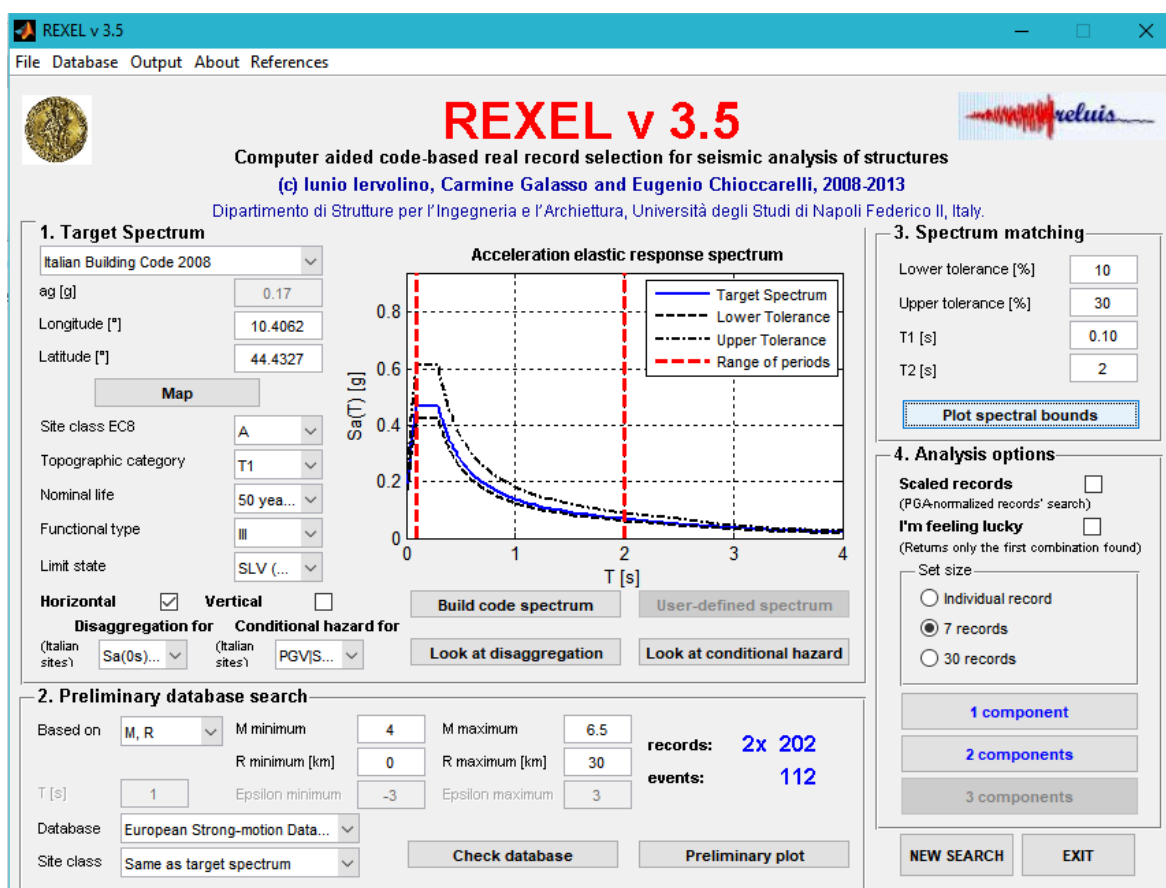 REXEL v 3.5
File Database Output About References
REXEL v 3.5
reluis
Computer aided code-based real record selection for seismic analysis of structures
(c) Iunio Iervolino, Carmine Galasso and Eugenio Chioccarelli, 2008-2013
Dipartimento di Strutture per l'Ingegneria e l'Archiettura, Università degli Studi di Napoli Federico II, Italy.
1. Target Spectrum
Italian Building Code 2008
ag [g] 0.17
Longitude [°] 10.4062
Latitude [°] 44.4327
Map
Site class EC8 A
Topographic category T1
Nominal life 50 yea...
Functional type III
Limit state SLV (...
Horizontal Vertical
Disaggregation for Conditional hazard for
(Italian sites) Sa(0s)... (Italian sites) PGV|S...
Acceleration elastic response spectrum
Sa(T) [g]
0.8
0.6
0.4
0.2
0
0 1 2 3 4
T [s]
Target Spectrum
Lower Tolerance
Upper Tolerance
Range of periods
Build code spectrum User-defined spectrum
Look at disaggregation Look at conditional hazard
2. Preliminary database search
Based on M, R M minimum 4 M maximum 6.5
R minimum [km] 0 R maximum [km] 30
T [s] 1 Epsilon minimum -3 Epsilon maximum 3
records: 2x 202
events: 112
Database European Strong-motion Data...
Site class Same as target spectrum
Check database Preliminary plot
3. Spectrum matching
Lower tolerance [%] 10
Upper tolerance [%] 30
T1 [s] 0.10
T2 [s] 2
Plot spectral bounds
4. Analysis options
Scaled records
(PGA-normalized records' search)
I'm feeling lucky
(Returns only the first combination found)
Set size
Individual record
7 records
30 records
1 component
2 components
3 components
NEW SEARCH EXIT